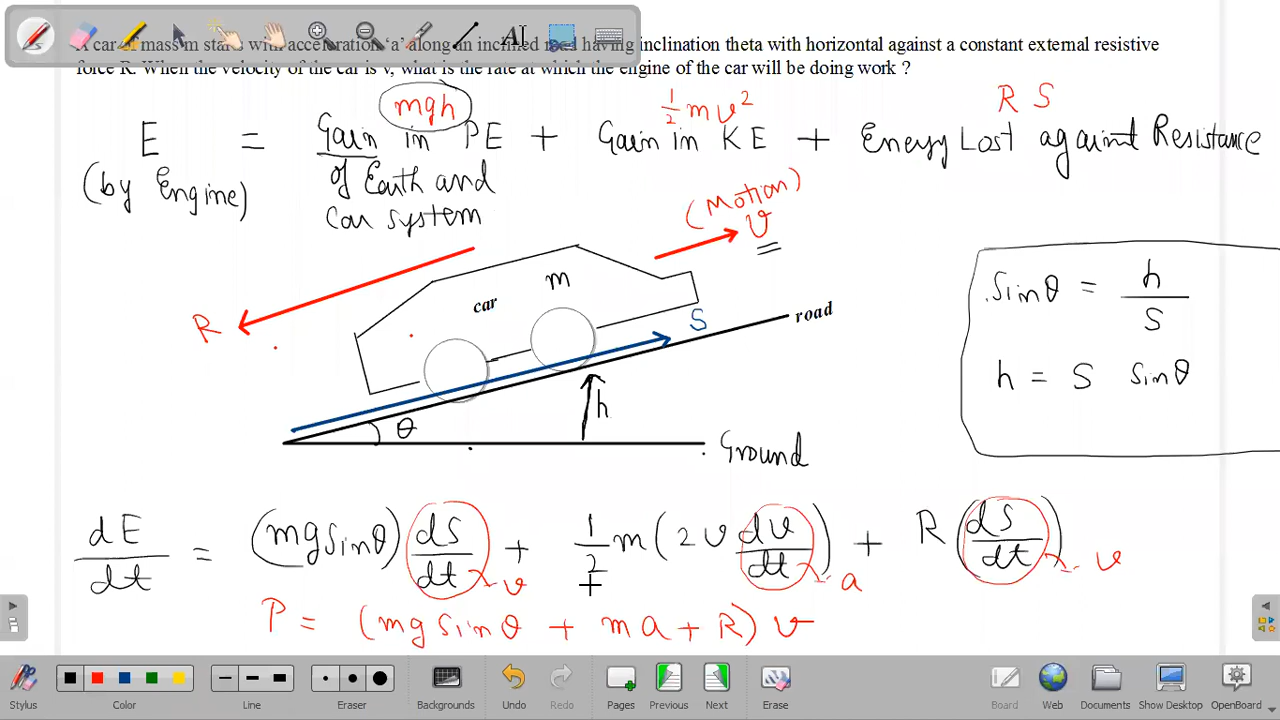 A car of mass m starts with acceleration 'a' along an inclined road having inclination theta with horizontal against a constant external resistive
force R. When the velocity of the car is v, what is the rate at which the engine of the car will be doing work ?
mgh
½ m v²
R S
E = Gain in PE + Gain in KE + Energy Lost against Resistance
(by Engine)
of Earth and
car system
(Motion)
v
R
m
car
S
road
h
θ
Ground
sinθ = h/S
h = S sinθ
dE/dt = (mgsinθ) dS/dt + 1/2 m (2v dv/dt) + R (dS/dt)
v
a
v
P = (mgsinθ + ma + R) v
Stylus
Color
Line
Eraser
Backgrounds
Undo
Redo
Pages
Previous
Next
Erase
Board
Web
Documents
Show Desktop
OpenBoard